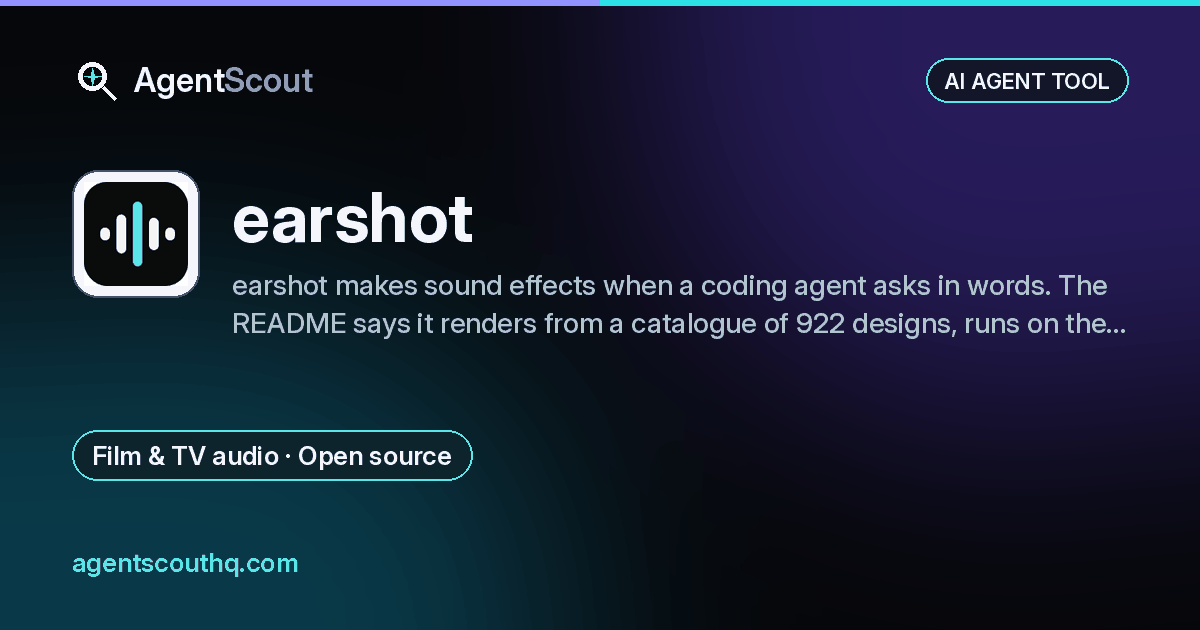 AgentScout
AI AGENT TOOL
earshot
earshot makes sound effects when a coding agent asks in words. The
README says it renders from a catalogue of 922 designs, runs on the...
Film & TV audio · Open source
agentscouthq.com